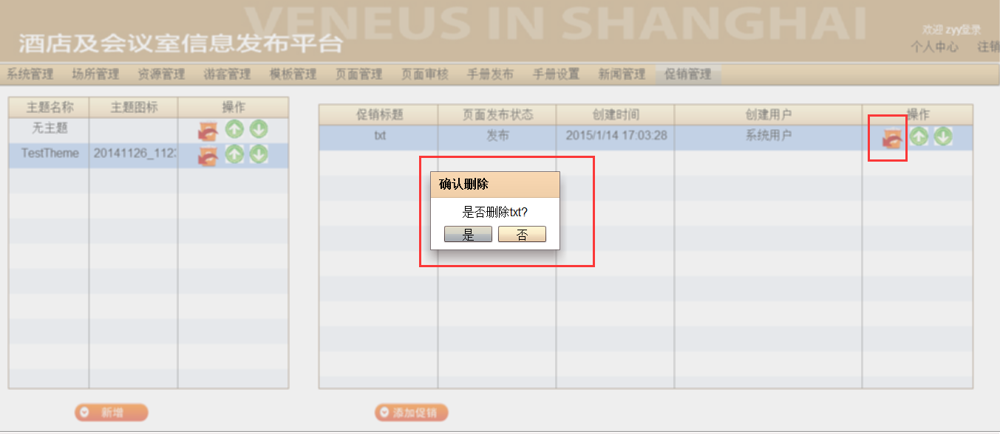 VENEUS IN SHANGHAI
酒店及会议室信息发布平台
欢迎 zyy登录
个人中心 注销
系统管理 场所管理 资源管理 游客管理 模板管理 页面管理 页面审核 手册发布 手册设置 新闻管理 促销管理
主题名称 主题图标 操作
无主题
TestTheme 20141126_112
促销标题 页面发布状态 创建时间 创建用户 操作
txt 发布 2015/1/14 17:03:28 系统用户
确认删除
是否删除txt?
是 否
新增
添加促销